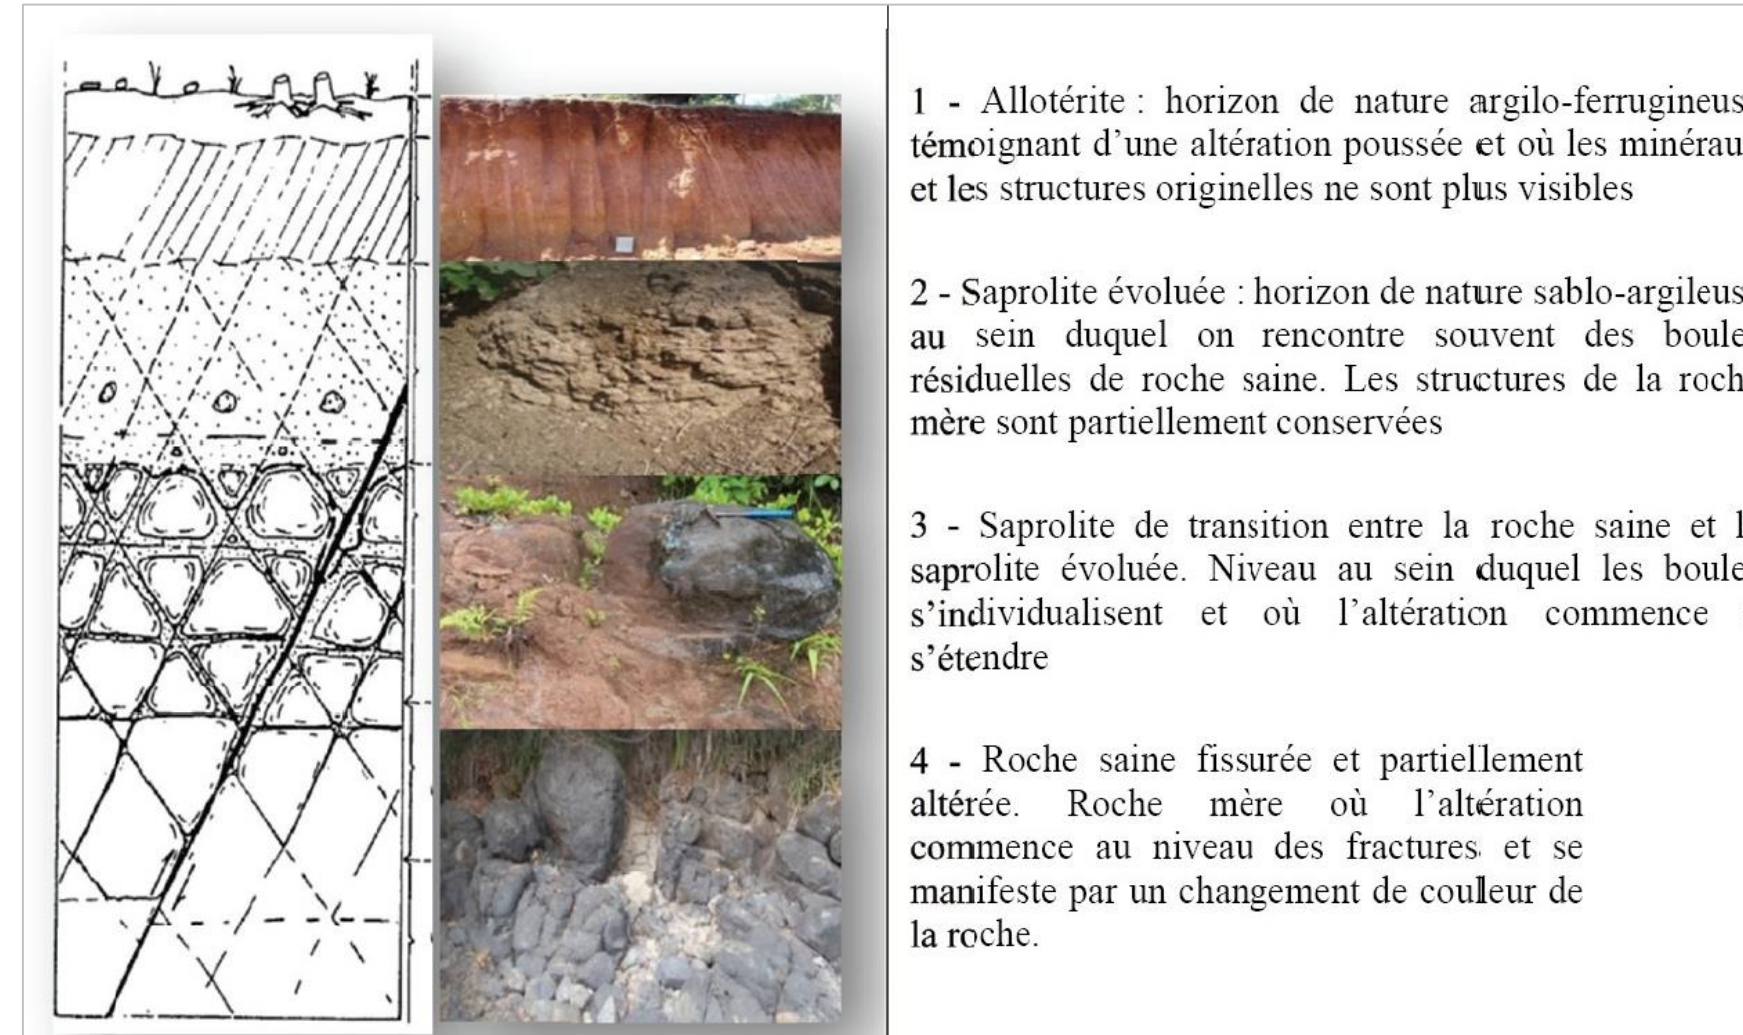 1 - Allotérite : horizon de nature argilo-ferrugineus
témoignant d'une altération poussée et où les minérau
et les structures originelles ne sont plus visibles
2 - Saprolite évoluée : horizon de nature sablo-argileus
au sein duquel on rencontre souvent des boule
résiduelles de roche saine. Les structures de la roch
mère sont partiellement conservées
3 - Saprolite de transition entre la roche saine et l
saprolite évoluée. Niveau au sein duquel les boule
s'individualisent et où l'altération commence
s'étendre
4 - Roche saine fissurée et partiellement
altérée. Roche mère où l'altération
commence au niveau des fractures et se
manifeste par un changement de couleur de
la roche.